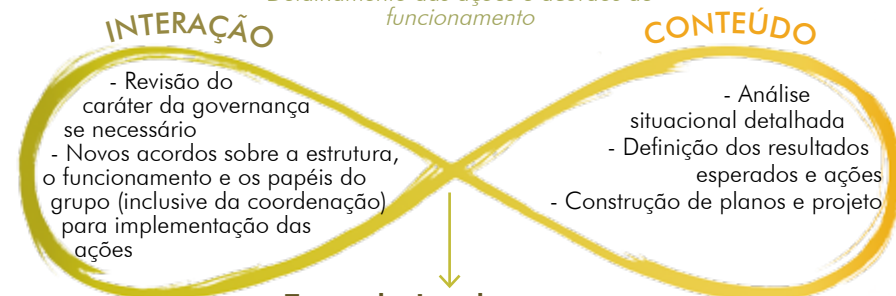 funcionamento
INTERAÇÃO
- Revisão do
caráter da governança
se necessário
- Novos acordos sobre a estrutura,
o funcionamento e os papéis do
grupo (inclusive da coordenação)
para implementação das
ações
CONTEÚDO
- Análise
situacional detalhada
- Definição dos resultados
esperados e ações
- Construção de planos e projeto